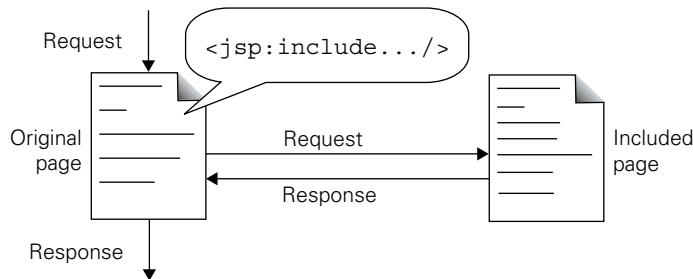 Request
<jsp:include.../>
Original
page
Request
Response
Included
page
Response